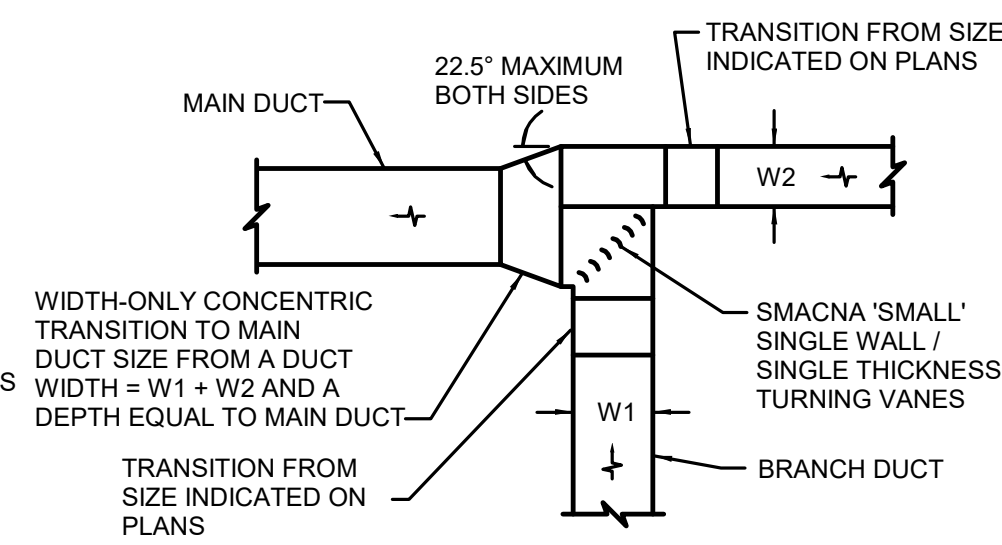 TRANSITION FROM SIZE
INDICATED ON PLANS
22.5° MAXIMUM
BOTH SIDES
MAIN DUCT
W2
WIDTH-ONLY CONCENTRIC
TRANSITION TO MAIN
DUCT SIZE FROM A DUCT
S WIDTH = W1 + W2 AND A
DEPTH EQUAL TO MAIN DUCT
SMACNA 'SMALL'
SINGLE WALL /
SINGLE THICKNESS
TURNING VANES
W1
TRANSITION FROM
SIZE INDICATED ON
PLANS
BRANCH DUCT